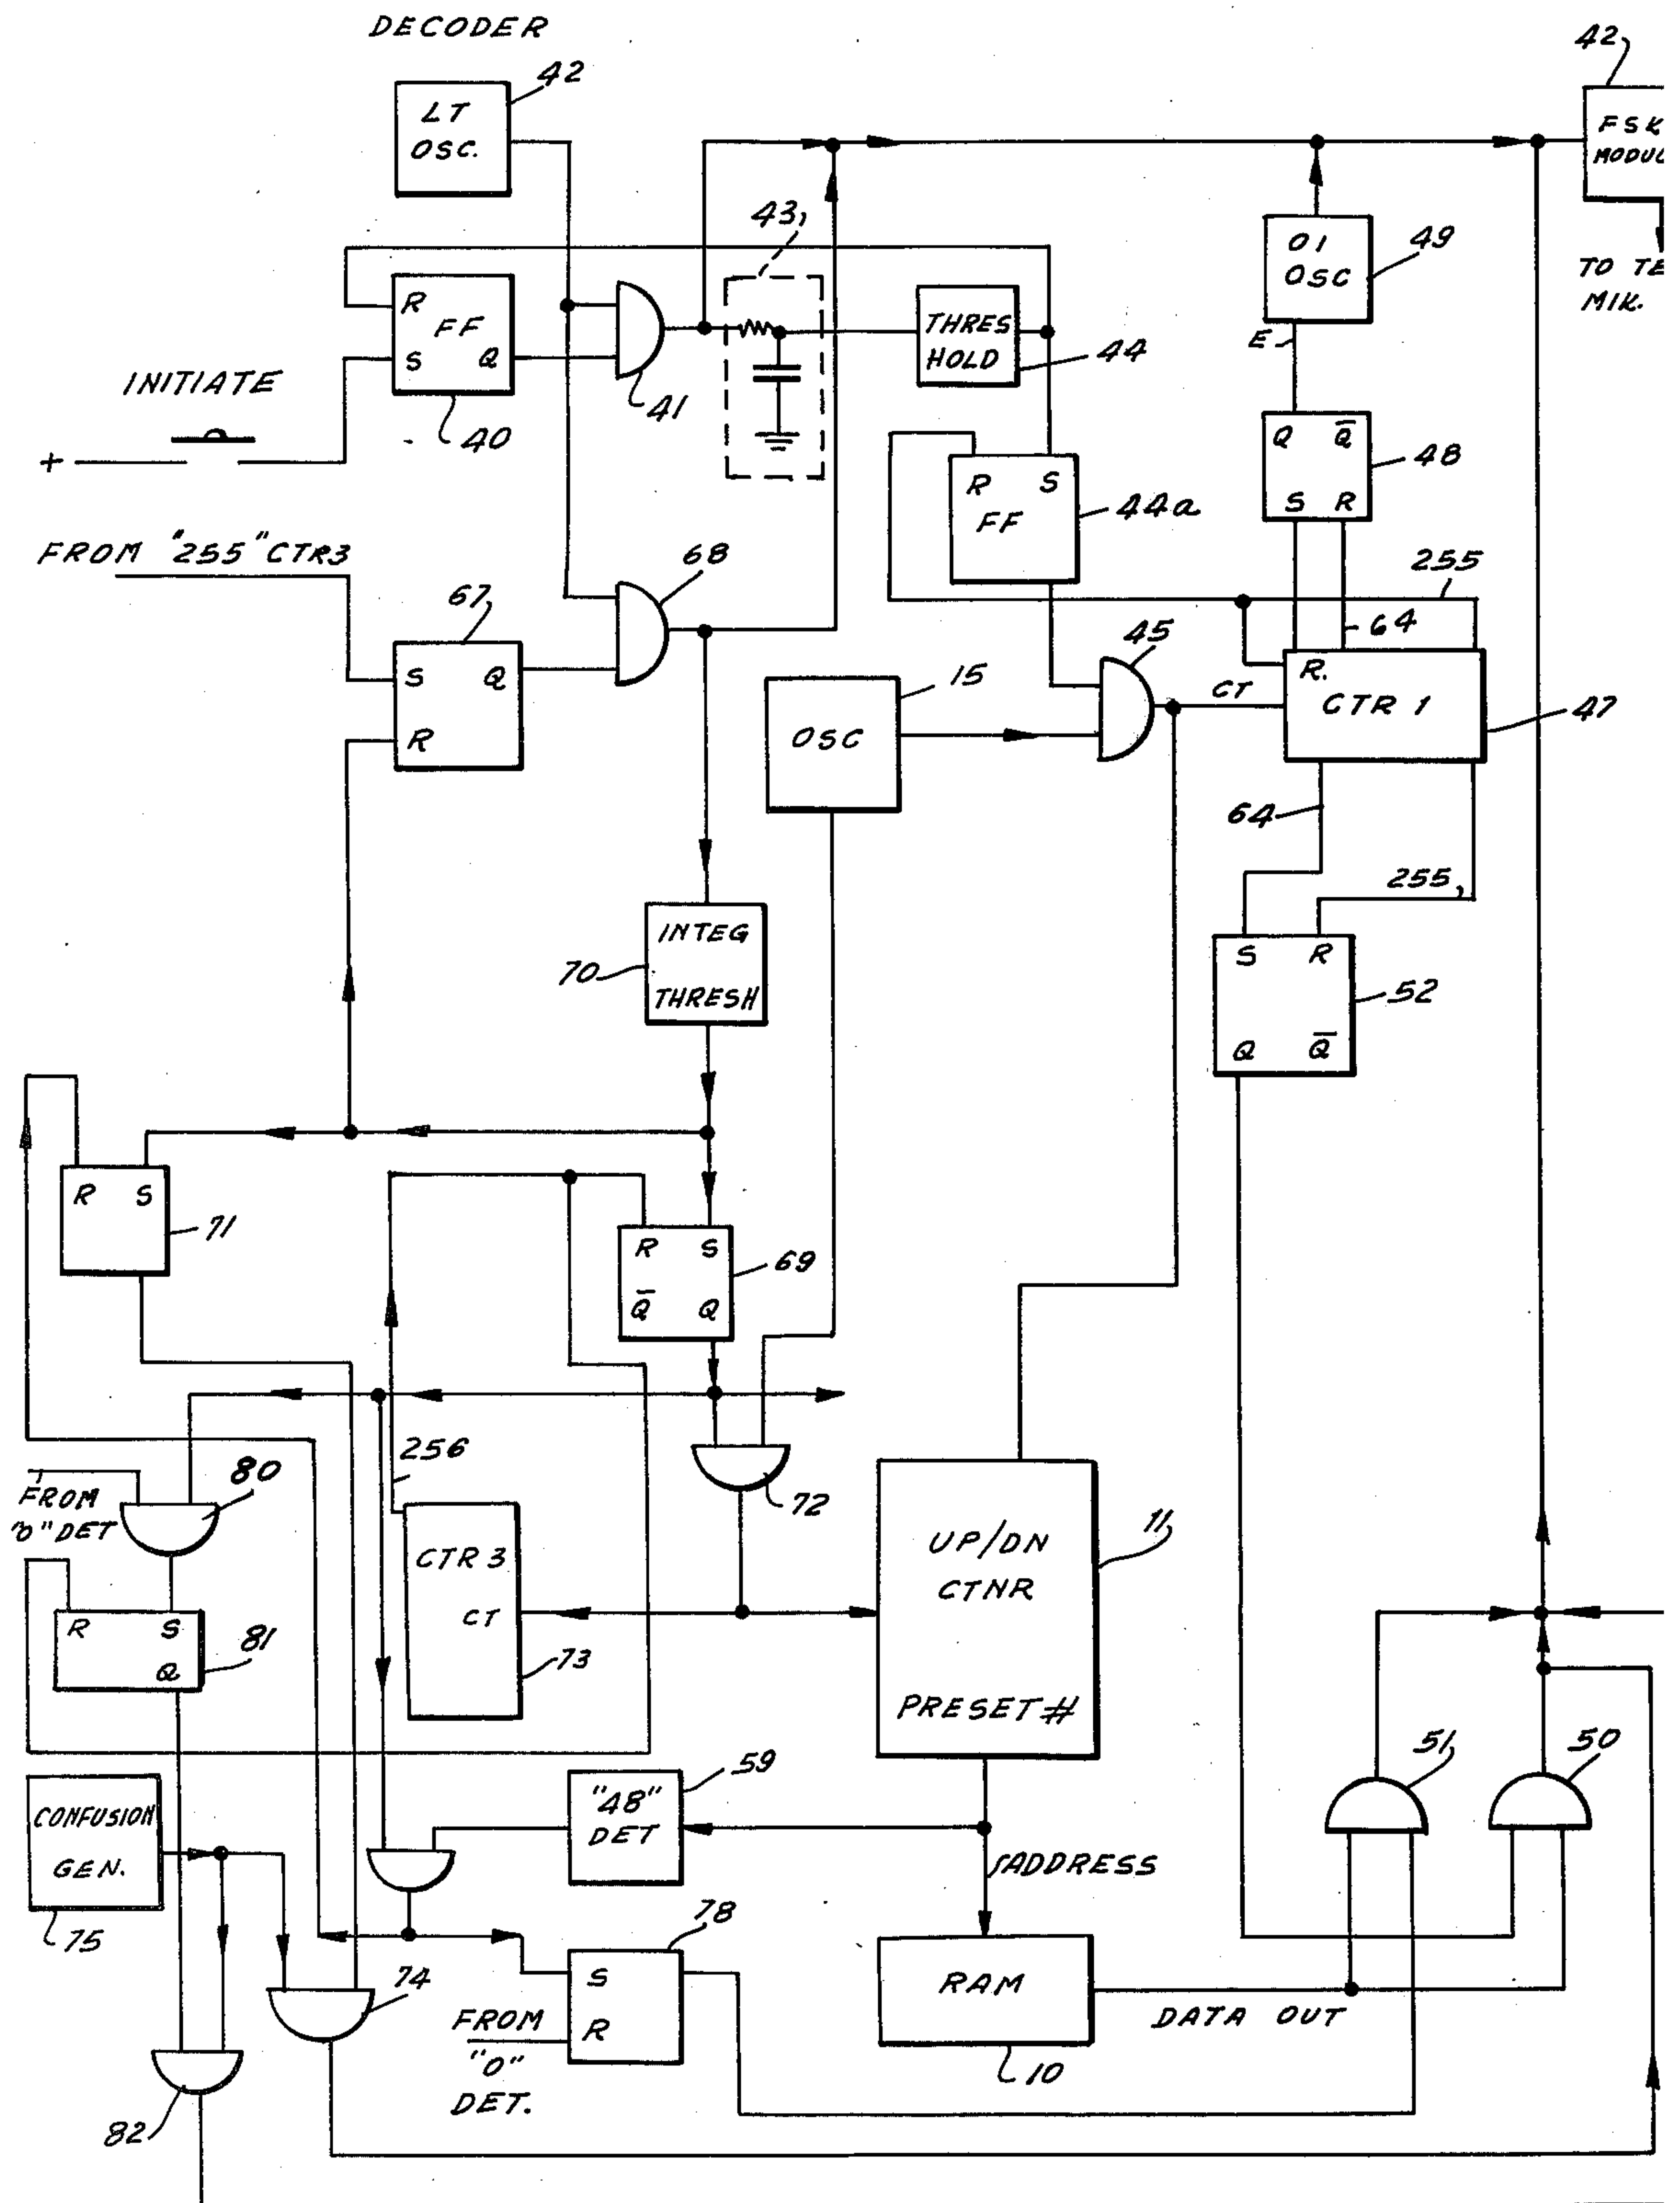 DECODER
42
LT
OSC.
42
FSK
MODUL
TO TE
MIK.
43
01
OSC
49
E
R
FF
S
Q
40
41
THRES
HOLD
44
INITIATE
+
Q Q̅
S R
48
R S
FF
44a
FROM "255" CTR3
67
68
255
64
S Q
R
45
15
OSC
CT
R.
CTR 1
47
64
255
INTEG
THRESH
70
S R
Q Q̅
52
R S
71
R S
Q̅ Q
69
256
80
FROM
"0" DET
72
CTR 3
CT
73
UP/DN
CTNR
PRESET#
11
R S
Q
81
51
50
CONFUSION
GEN.
75
"48"
DET
59
ADDRESS
78
S
R
74
FROM
"0"
DET.
RAM
10
DATA OUT
82